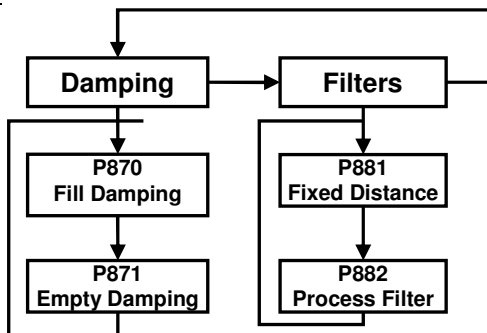 Damping
Filters
P870
Fill Damping
P881
Fixed Distance
P871
Empty Damping
P882
Process Filter